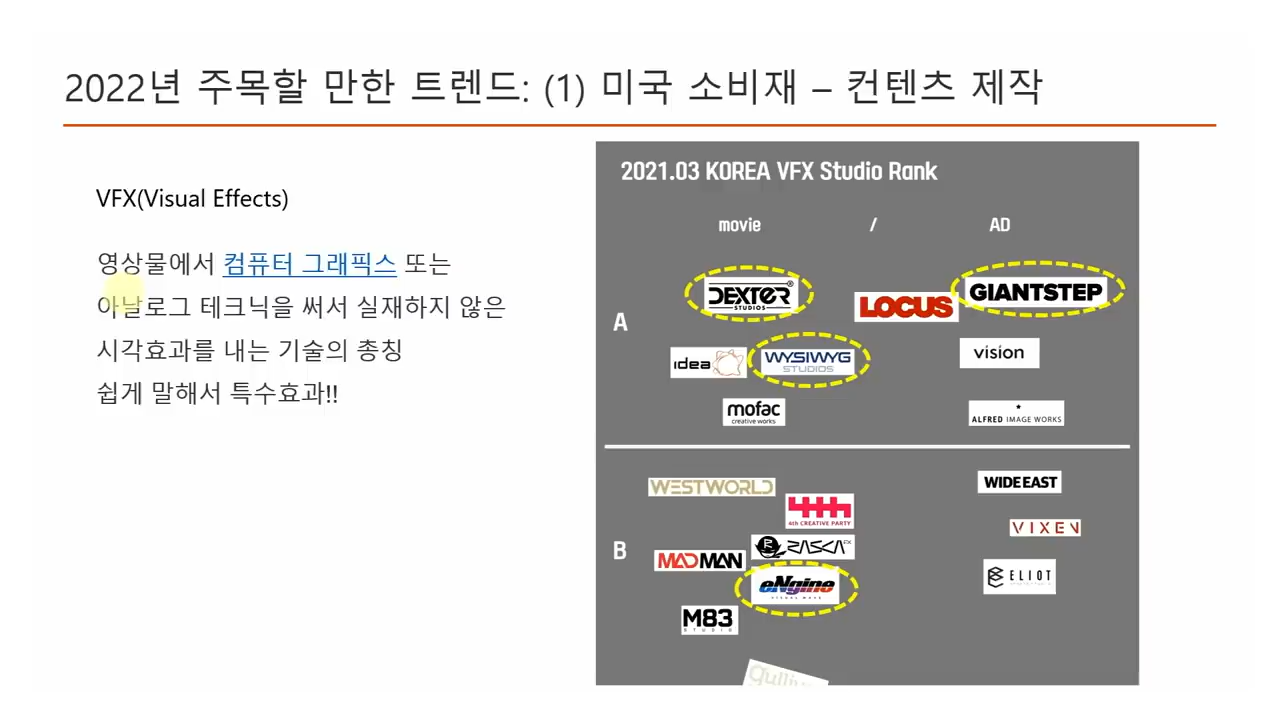 2022년 주목할 만한 트렌드: (1) 미국 소비재 – 컨텐츠 제작
VFX(Visual Effects)
영상물에서 컴퓨터 그래픽스 또는
아날로그 테크닉을 써서 실재하지 않은
시각효과를 내는 기술의 총칭
쉽게 말해서 특수효과!!
2021.03 KOREA VFX Studio Rank
movie / AD
A
DEXTER®
STUDIOS
LOCUS
GIANTSTEP
idea
WYSIWYG
STUDIOS
vision
mofac
creative works
ALFRED IMAGE WORKS
B
WESTWORLD
4th CREATIVE PARTY
WIDEEAST
VIXEN
MADMAN
eNgine
ELIOT
M83
STUDIO